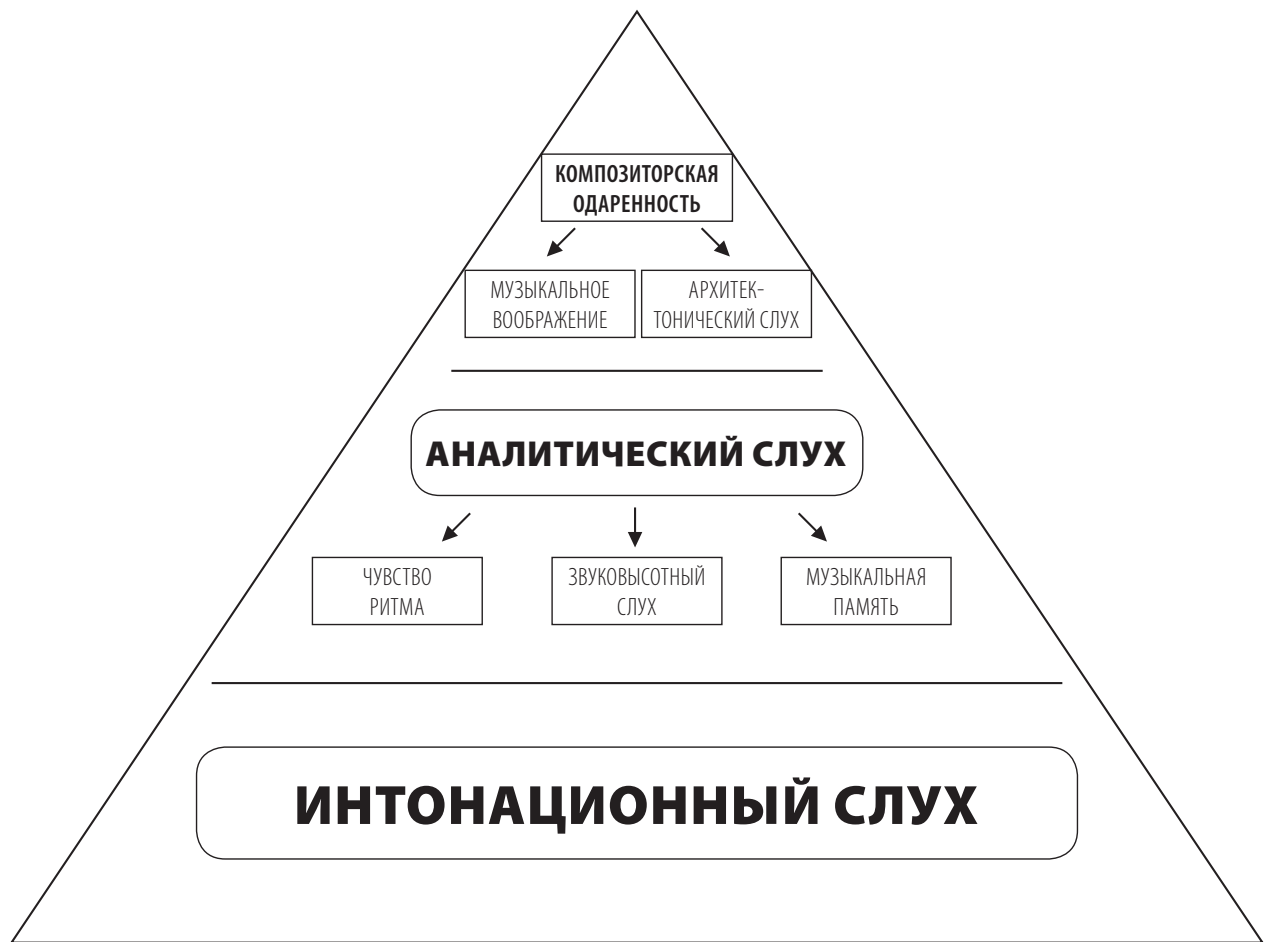 КОМПОЗИТОРСКАЯ
ОДАРЕННОСТЬ
МУЗЫКАЛЬНОЕ
ВООБРАЖЕНИЕ
АРХИТЕК-
ТОНИЧЕСКИЙ СЛУХ
АНАЛИТИЧЕСКИЙ СЛУХ
ЧУВСТВО
РИТМА
ЗВУКОВЫСОТНЫЙ
СЛУХ
МУЗЫКАЛЬНАЯ
ПАМЯТЬ
ИНТОНАЦИОННЫЙ СЛУХ